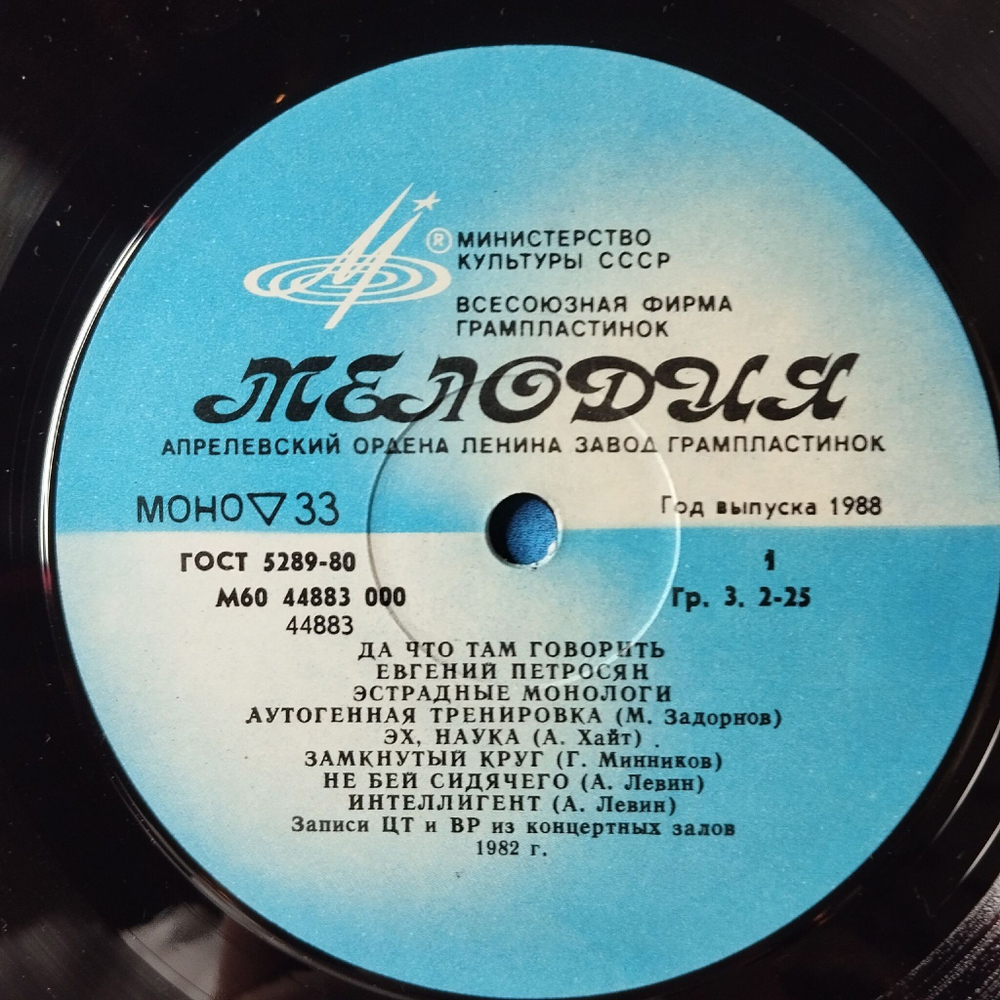 ® МИНИСТЕРСТВО
КУЛЬТУРЫ СССР
ВСЕСОЮЗНАЯ ФИРМА
ГРАМПЛАСТИНОК
МЕЛОДИЯ
АПРЕЛЕВСКИЙ ОРДЕНА ЛЕНИНА ЗАВОД ГРАМПЛАСТИНОК
МОНО ▽ 33
Год выпуска 1988
ГОСТ 5289-80
1
М60 44883 000
Гр. 3. 2-25
44883
ДА ЧТО ТАМ ГОВОРИТЬ
ЕВГЕНИЙ ПЕТРОСЯН
ЭСТРАДНЫЕ МОНОЛОГИ
АУТОГЕННАЯ ТРЕНИРОВКА (М. Задорнов)
ЭХ, НАУКА (А. Хайт)
ЗАМКНУТЫЙ КРУГ (Г. Минников)
НЕ БЕЙ СИДЯЧЕГО (А. Левин)
ИНТЕЛЛИГЕНТ (А. Левин)
Записи ЦТ и ВР из концертных залов
1982 г.